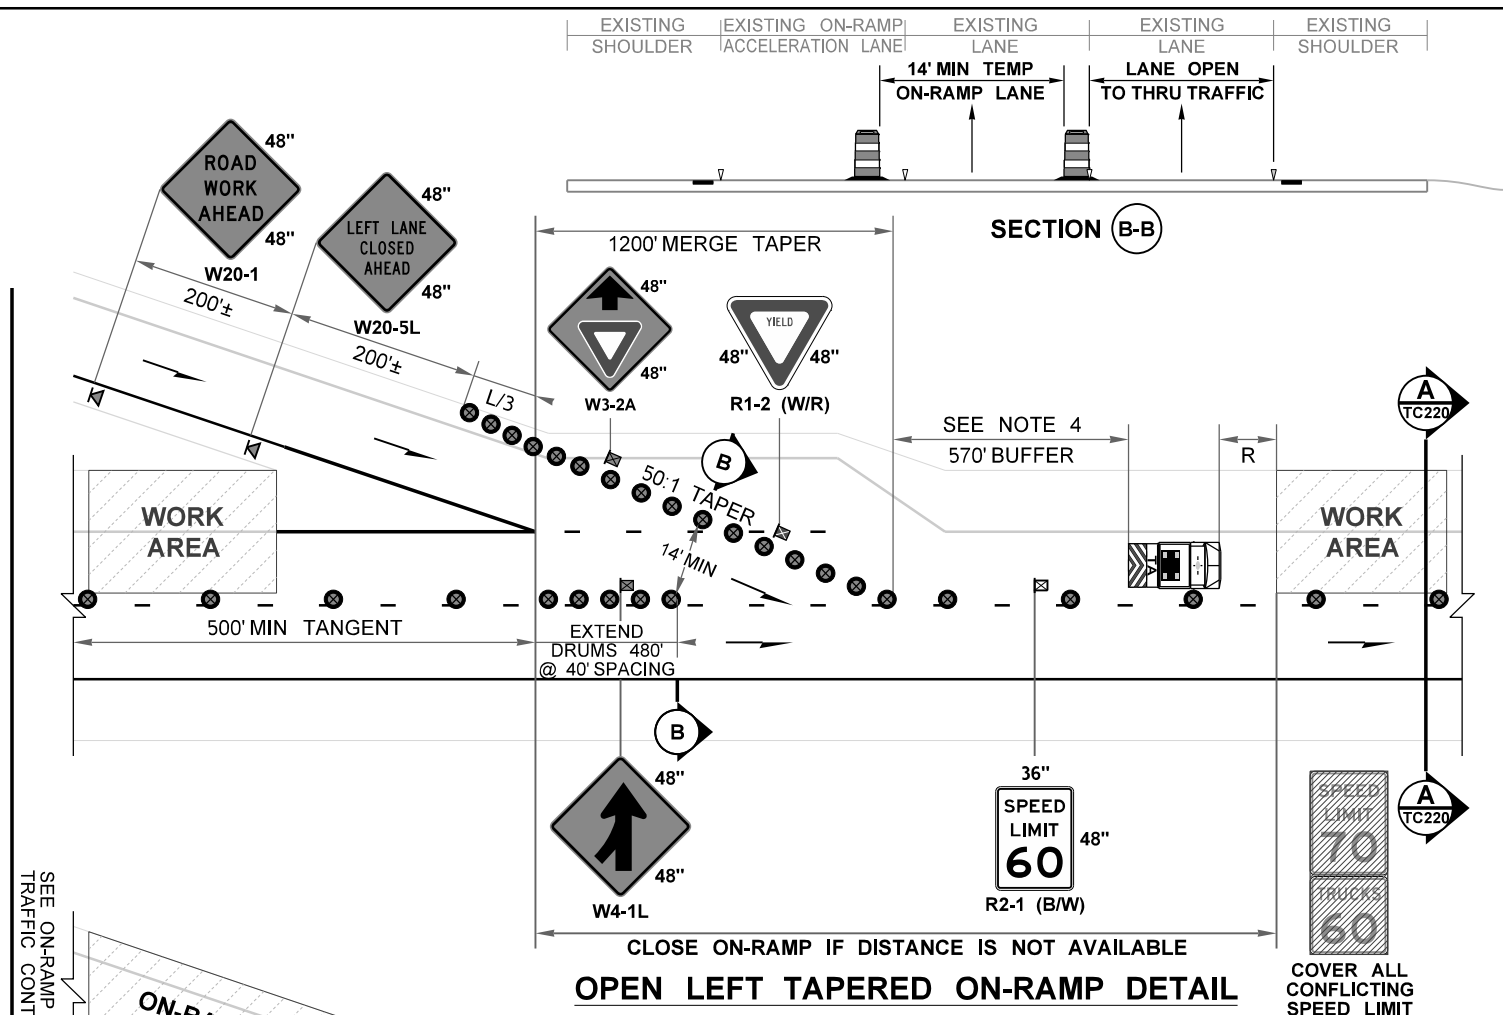 EXISTING SHOULDER
EXISTING ON-RAMP ACCELERATION LANE
EXISTING LANE
EXISTING LANE
EXISTING SHOULDER
14' MIN TEMP
ON-RAMP LANE
LANE OPEN
TO THRU TRAFFIC
SECTION B-B
ROAD
WORK
AHEAD
48"
48"
W20-1
LEFT LANE
CLOSED
AHEAD
48"
48"
W20-5L
200'±
200'±
L/3
1200' MERGE TAPER
48"
48"
W3-2A
YIELD
48"
48"
R1-2 (W/R)
B
50:1 TAPER
14' MIN
SEE NOTE 4
570' BUFFER
R
A
TC220
WORK
AREA
WORK
AREA
500' MIN TANGENT
EXTEND
DRUMS 480'
@ 40' SPACING
B
48"
48"
W4-1L
36"
SPEED
LIMIT
60
48"
R2-1 (B/W)
SPEED
LIMIT
70
TRUCKS
60
A
TC220
CLOSE ON-RAMP IF DISTANCE IS NOT AVAILABLE
OPEN LEFT TAPERED ON-RAMP DETAIL
COVER ALL
CONFLICTING
SPEED LIMIT
SEE ON-RAMP
TRAFFIC CONT